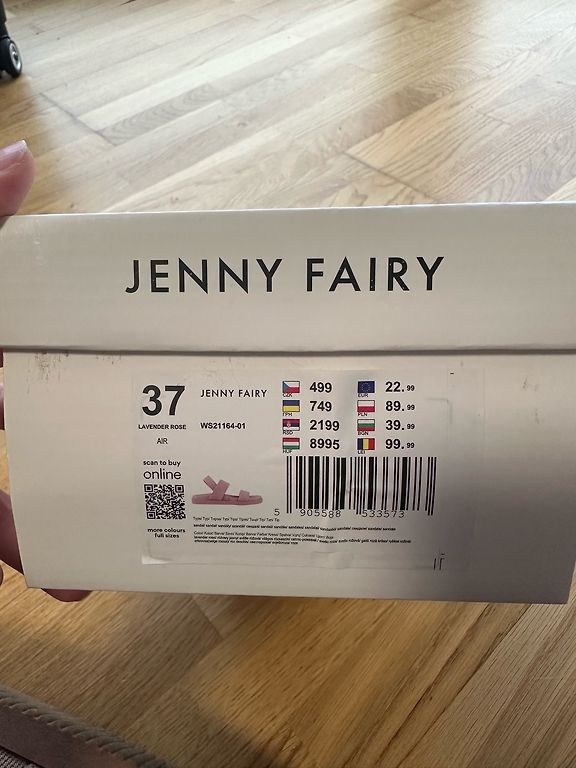 JENNY FAIRY
37
LAVENDER ROSE
AIR
JENNY FAIRY
WS21164-01
CZK 499
ГРН 749
RSD 2199
HUF 8995
EUR 22.99
PLN 89.99
BGN 39.99
LEI 99.99
scan to buy
online
more colours
full sizes
5 905588 533573